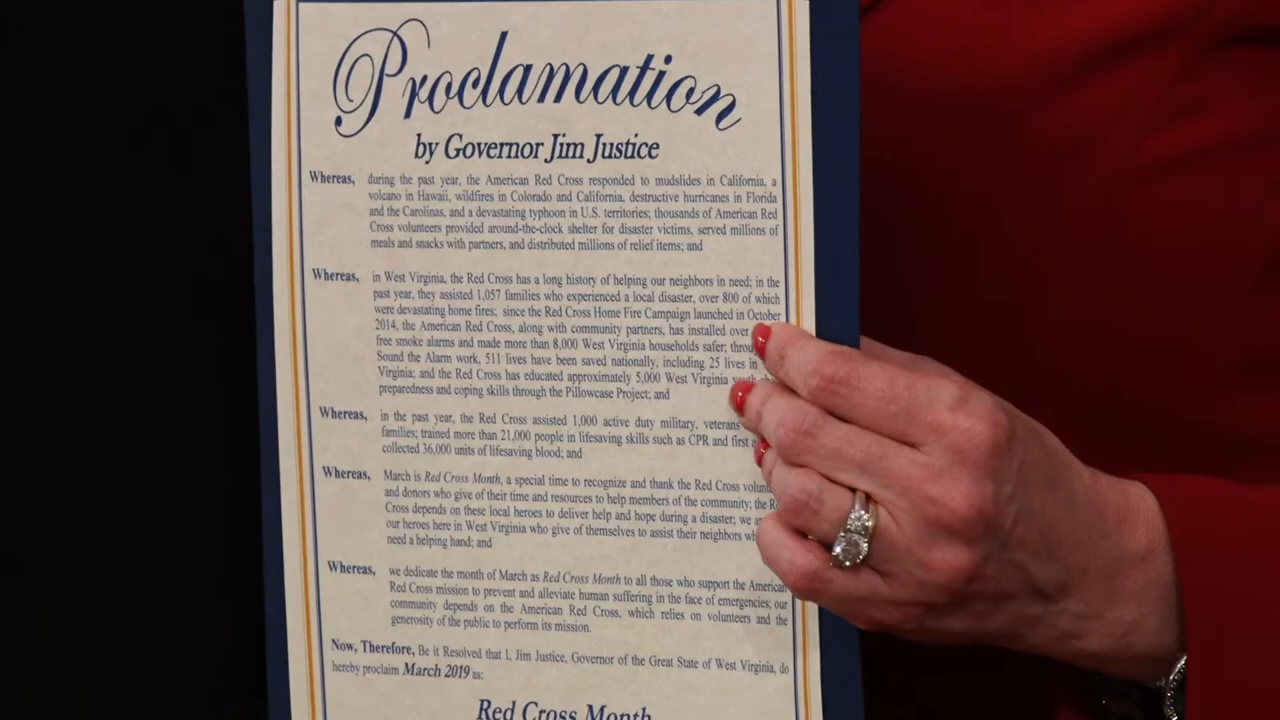 Proclamation
by Governor Jim Justice
Whereas, during the past year, the American Red Cross responded to mudslides in California, a
volcano in Hawaii, wildfires in Colorado and California, destructive hurricanes in Florida
and the Carolinas, and a devastating typhoon in U.S. territories; thousands of American Red
Cross volunteers provided around-the-clock shelter for disaster victims, served millions of
meals and snacks with partners, and distributed millions of relief items; and
Whereas, in West Virginia, the Red Cross has a long history of helping our neighbors in need; in the
past year, they assisted 1,057 families who experienced a local disaster, over 800 of which
were devastating home fires; since the Red Cross Home Fire Campaign launched in October
2014, the American Red Cross, along with community partners, has installed over
free smoke alarms and made more than 8,000 West Virginia households safer;
Sound the Alarm work, 511 lives have been saved nationally, including 25 lives in
Virginia; and the Red Cross has educated approximately 5,000 West Virginia
preparedness and coping skills through the Pillowcase Project; and
Whereas, in the past year, the Red Cross assisted 1,000 active duty military, veterans
families; trained more than 21,000 people in lifesaving skills such as CPR and first
collected 36,000 units of lifesaving blood; and
Whereas, March is Red Cross Month, a special time to recognize and thank the Red Cross
and donors who give of their time and resources to help members of the community; the
Cross depends on these local heroes to deliver help and hope during a disaster; we
our heroes here in West Virginia who give of themselves to assist their neighbors
need a helping hand; and
Whereas, we dedicate the month of March as Red Cross Month to all those who support the American
Red Cross mission to prevent and alleviate human suffering in the face of emergencies; our
community depends on the American Red Cross, which relies on volunteers and the
generosity of the public to perform its mission.
Now, Therefore, Be it Resolved that I, Jim Justice, Governor of the Great State of West Virginia, do
hereby proclaim March 2019 as:
Red Cross Month